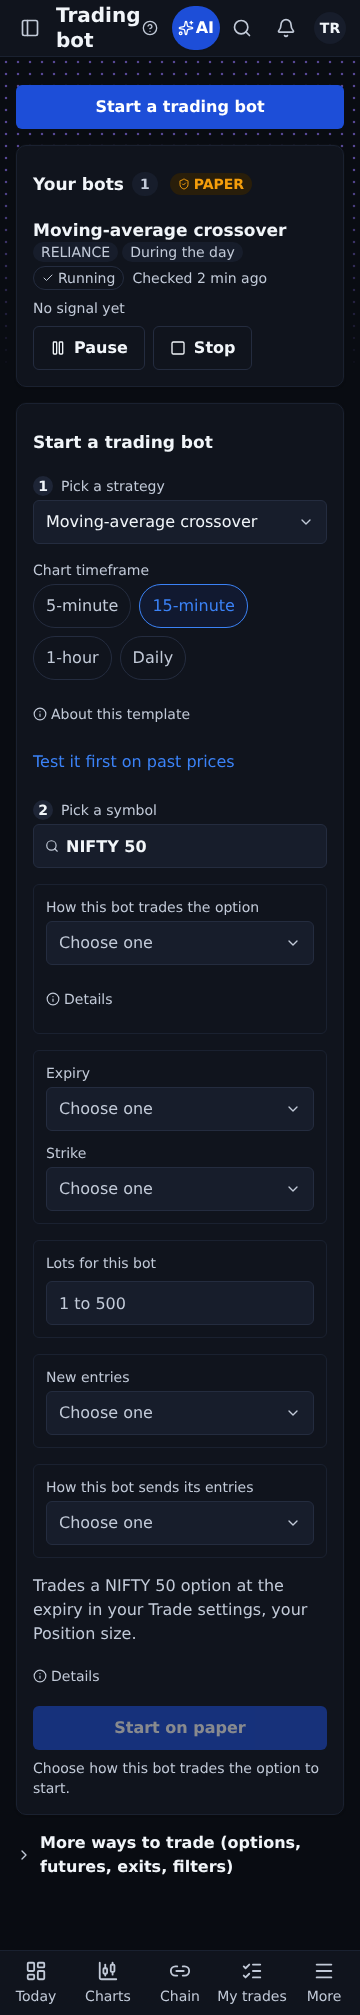 Trading
bot
AI
TR
Start a trading bot
Your bots 1 PAPER
Moving-average crossover
RELIANCE During the day
Running Checked 2 min ago
No signal yet
Pause Stop
Start a trading bot
1 Pick a strategy
Moving-average crossover
Chart timeframe
5-minute 15-minute
1-hour Daily
About this template
Test it first on past prices
2 Pick a symbol
NIFTY 50
How this bot trades the option
Choose one
Details
Expiry
Choose one
Strike
Choose one
Lots for this bot
1 to 500
New entries
Choose one
How this bot sends its entries
Choose one
Trades a NIFTY 50 option at the
expiry in your Trade settings, your
Position size.
Details
Start on paper
Choose how this bot trades the option to
start.
More ways to trade (options,
futures, exits, filters)
Today Charts Chain My trades More